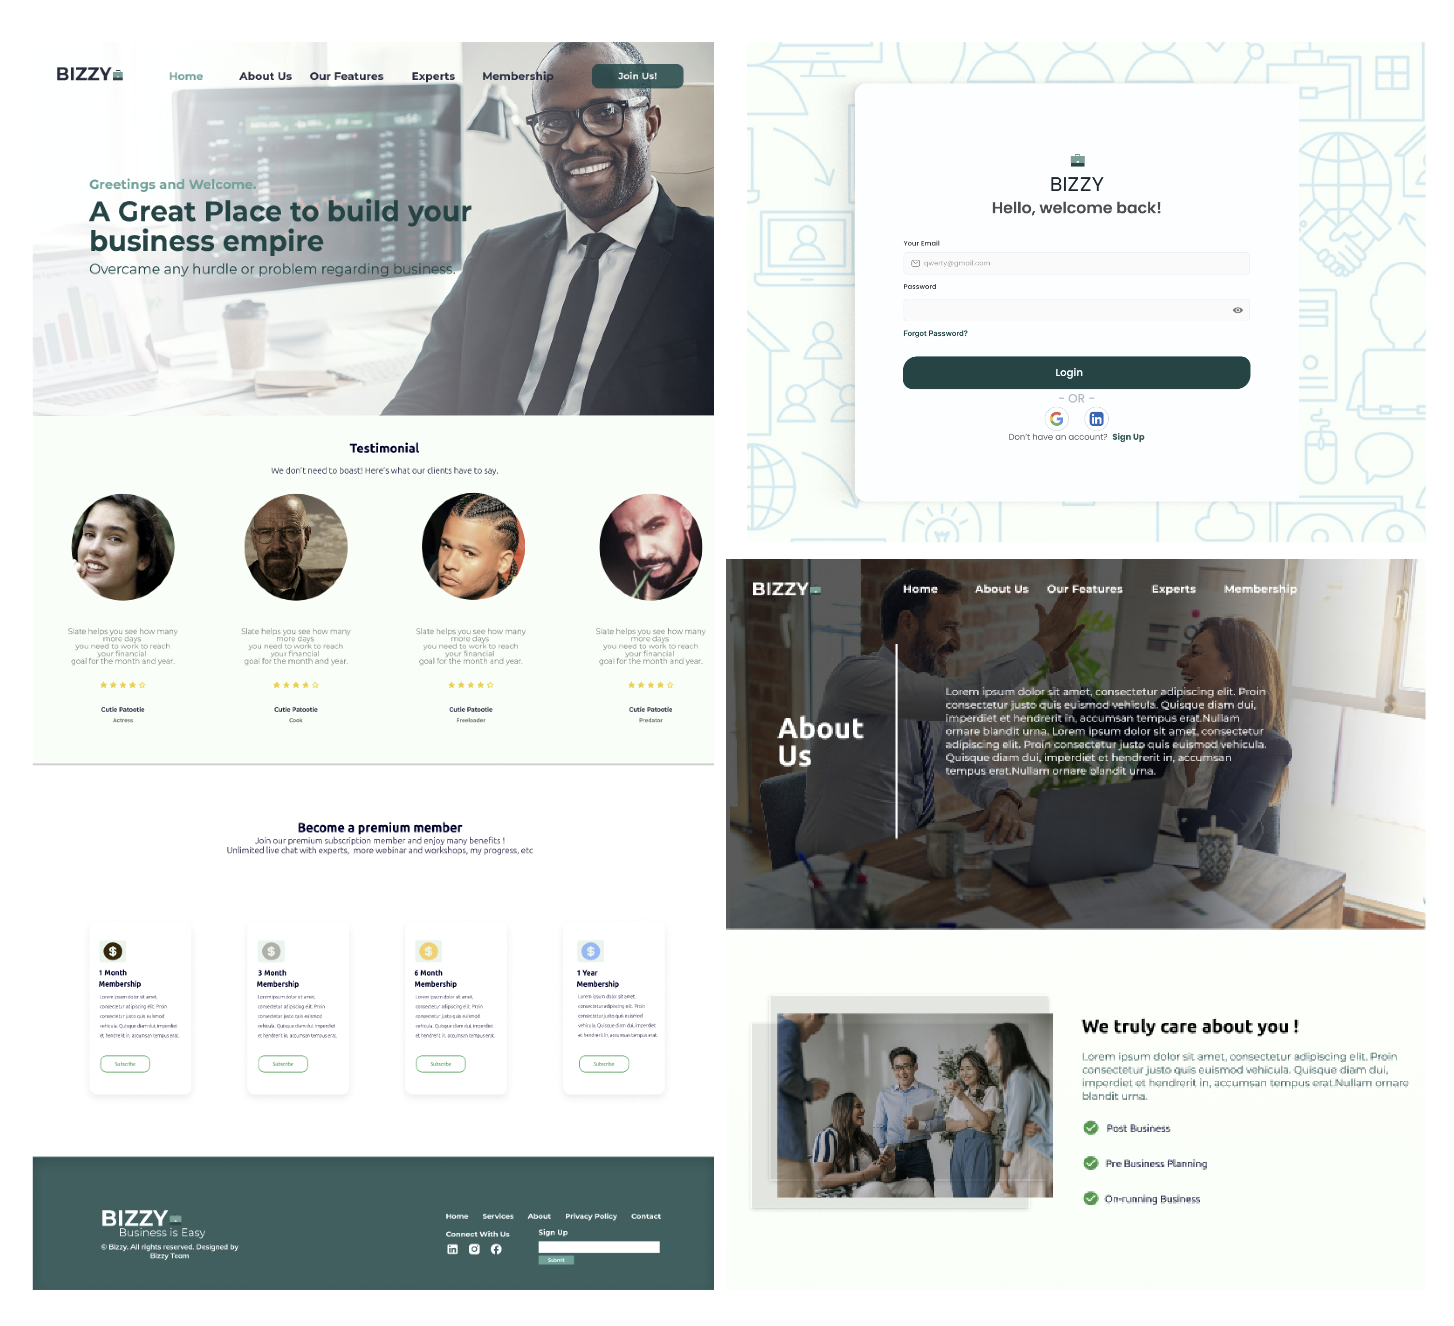 BIZZY
Home About Us Our Features Experts Membership Join Us!
Greetings and Welcome.
A Great Place to build your
business empire
Overcame any hurdle or problem regarding business.
Testimonial
We don't need to boast! Here's what our clients have to say.
Slate helps you see how many
more days
you need to work to reach
your financial
goal for the month and year.
Cutie Patootie
Actress
Slate helps you see how many
more days
you need to work to reach
your financial
goal for the month and year.
Cutie Patootie
Cook
Slate helps you see how many
more days
you need to work to reach
your financial
goal for the month and year.
Cutie Patootie
Freeloader
Slate helps you see how many
more days
you need to work to reach
your financial
goal for the month and year.
Cutie Patootie
Predator
Become a premium member
Join our premium subscription member and enjoy many benefits !
Unlimited live chat with experts, more webinar and workshops, my progress, etc
$
1 Month
Membership
Lorem ipsum dolor sit amet,
consectetur adipiscing elit. Proin
consectetur justo quis euismod
vehicula. Quisque diam dui, imperdiet
et hendrerit in, accumsan tempus erat.
Subscribe
$
3 Month
Membership
Lorem ipsum dolor sit amet,
consectetur adipiscing elit. Proin
consectetur justo quis euismod
vehicula. Quisque diam dui, imperdiet
et hendrerit in, accumsan tempus erat.
Subscribe
$
6 Month
Membership
Lorem ipsum dolor sit amet,
consectetur adipiscing elit. Proin
consectetur justo quis euismod
vehicula. Quisque diam dui, imperdiet
et hendrerit in, accumsan tempus erat.
Subscribe
$
1 Year
Membership
Lorem ipsum dolor sit amet,
consectetur adipiscing elit. Proin
consectetur justo quis euismod
vehicula. Quisque diam dui, imperdiet
et hendrerit in, accumsan tempus erat.
Subscribe
BIZZY
Business is Easy
© Bizzy. All rights reserved. Designed by
Bizzy Team
Home Services About Privacy Policy Contact
Connect With Us
in
Sign Up
Submit
BIZZY
Hello, welcome back!
Your Email
qwerty@gmail.com
Password
Forgot Password?
Login
- OR -
G in
Don't have an account? Sign Up
BIZZY
Home About Us Our Features Experts Membership
About
Us
Lorem ipsum dolor sit amet, consectetur adipiscing elit. Proin
consectetur justo quis euismod vehicula. Quisque diam dui,
imperdiet et hendrerit in, accumsan tempus erat.Nullam
ornare blandit urna. Lorem ipsum dolor sit amet, consectetur
adipiscing elit. Proin consectetur justo quis euismod vehicula.
Quisque diam dui, imperdiet et hendrerit in, accumsan
tempus erat.Nullam ornare blandit urna.
We truly care about you !
Lorem ipsum dolor sit amet, consectetur adipiscing elit. Proin
consectetur justo quis euismod vehicula. Quisque diam dui,
imperdiet et hendrerit in, accumsan tempus erat.Nullam ornare
blandit urna.
Post Business
Pre Business Planning
On-running Business